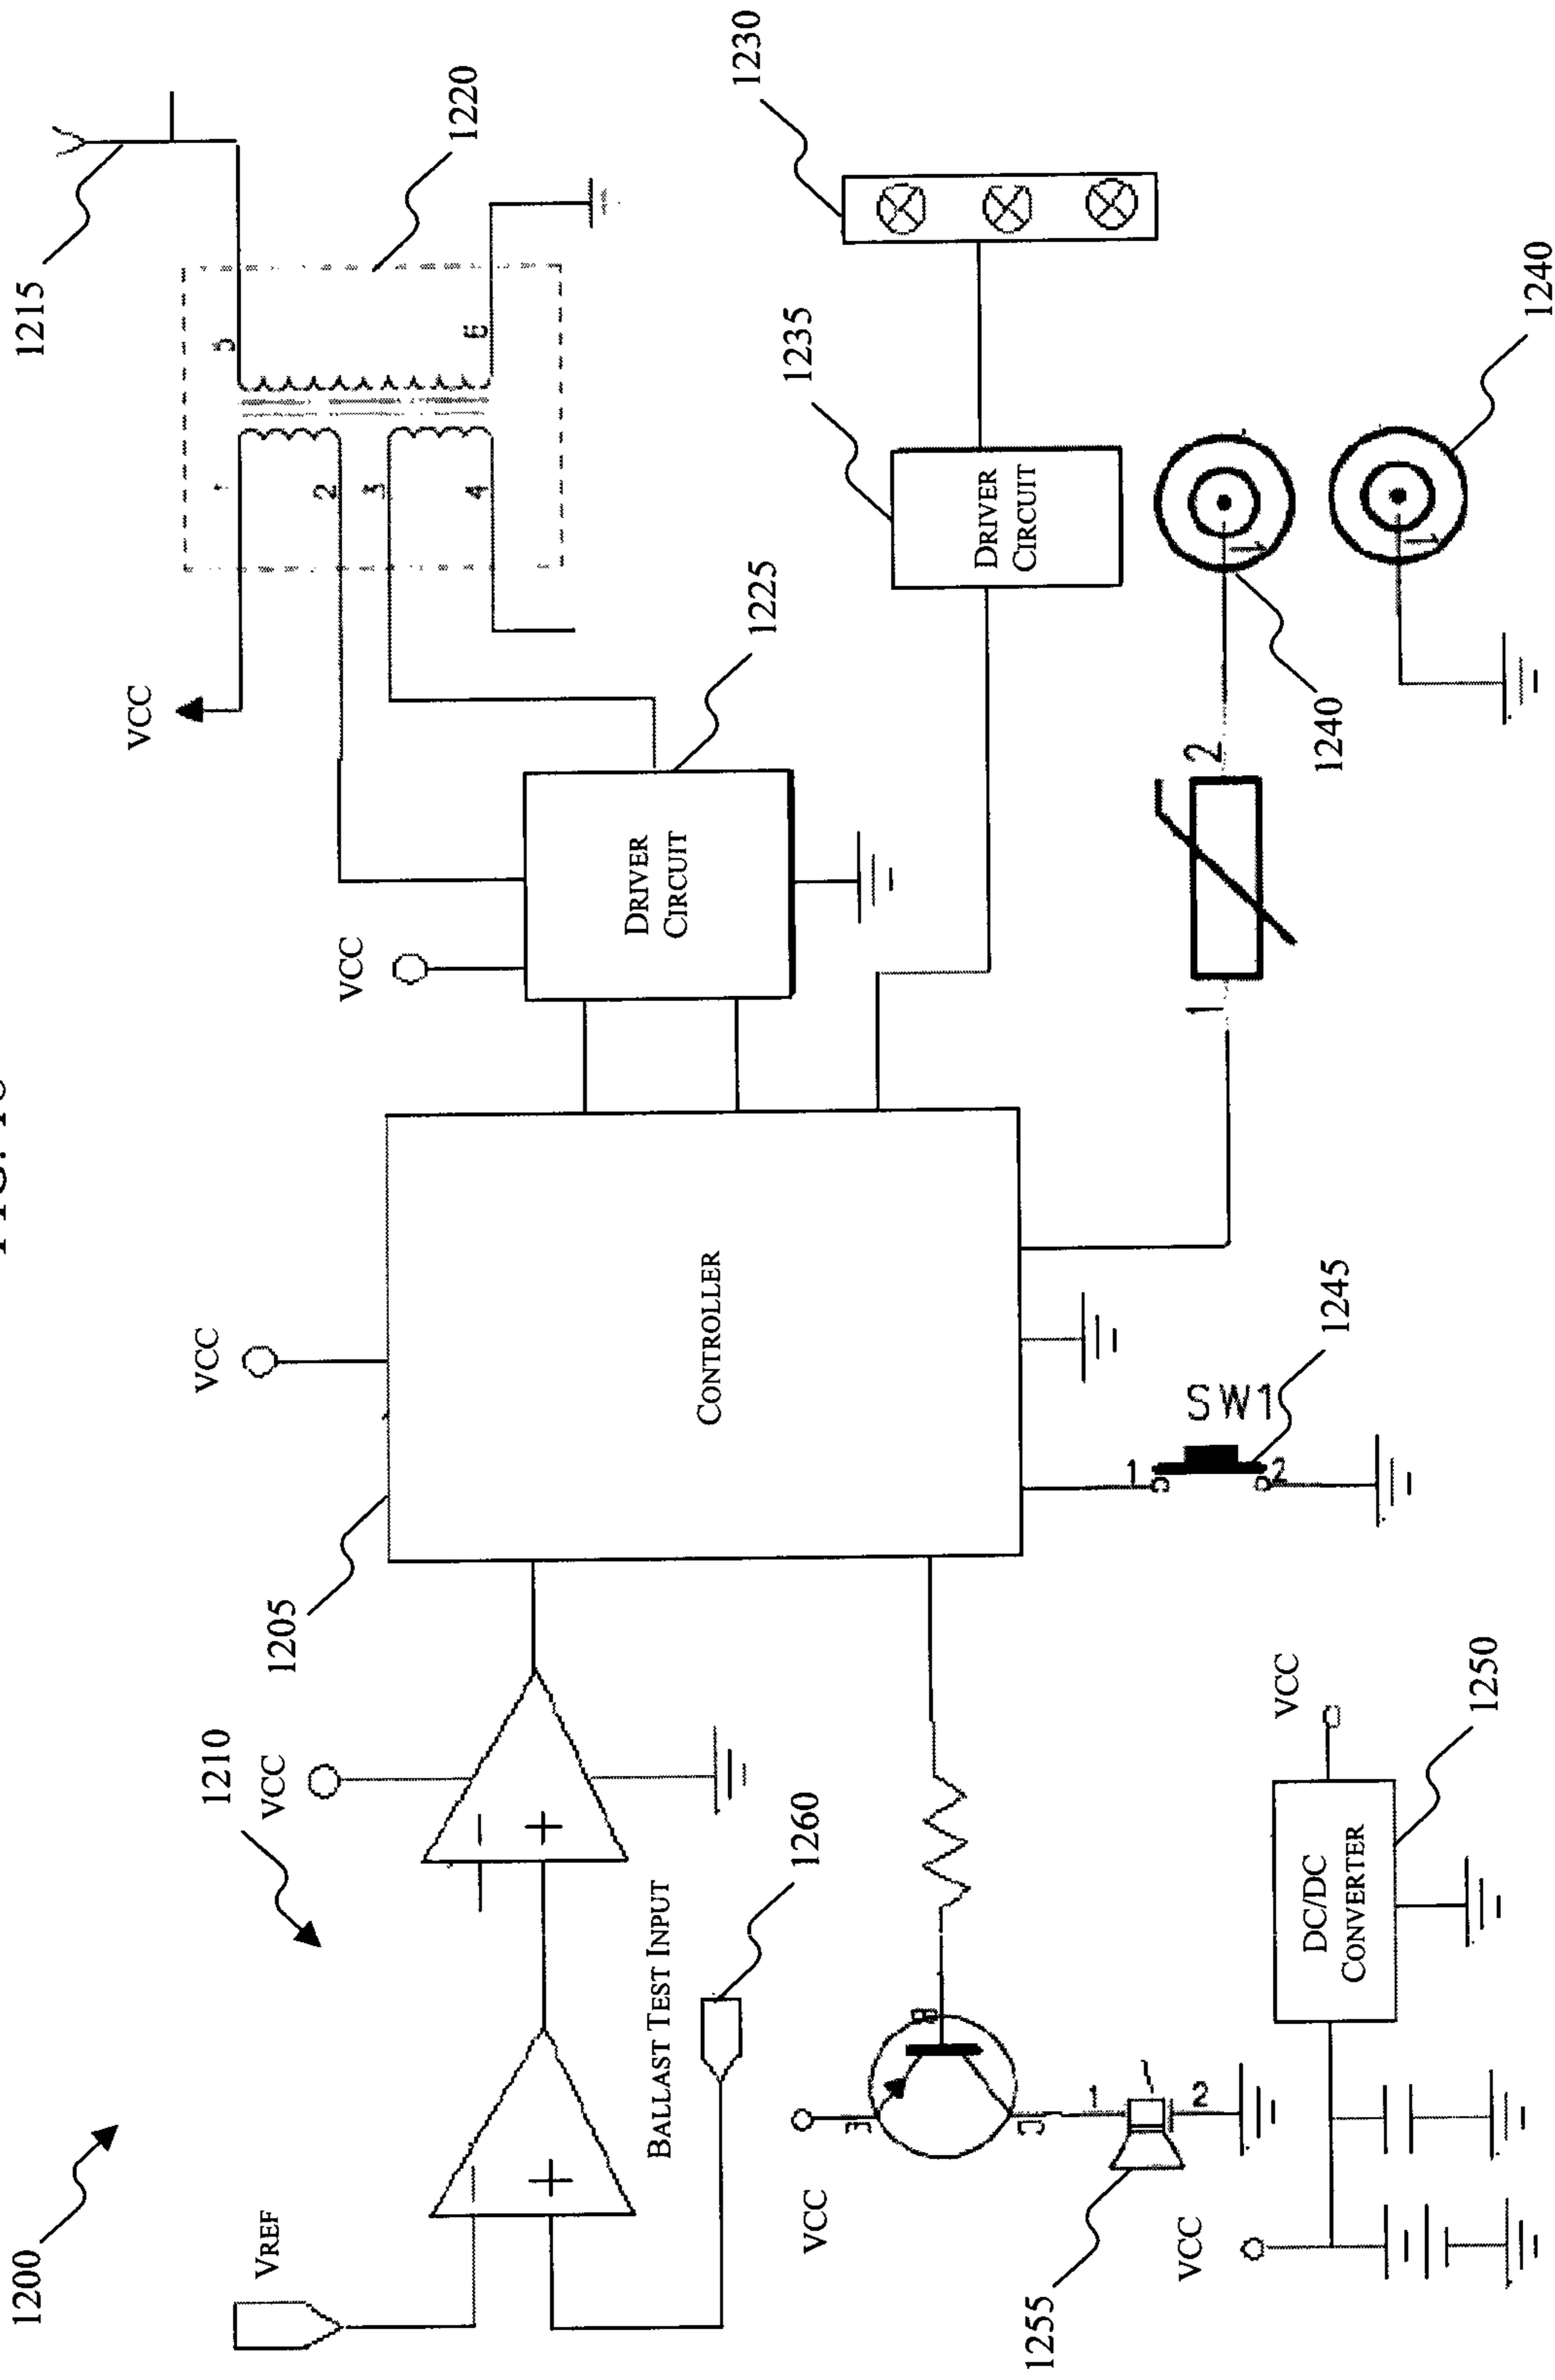 1200
VREF
1210
VCC
BALLAST TEST INPUT
1260
1205
VCC
CONTROLLER
VCC
DRIVER
CIRCUIT
1225
VCC
1
2
3
4
5
6
1215
1220
1230
1235
DRIVER
CIRCUIT
1240
1240
1
1
2
1
SW1
1245
1
2
VCC
E
B
C
1
2
1255
VCC
DC/DC
CONVERTER
VCC
1250